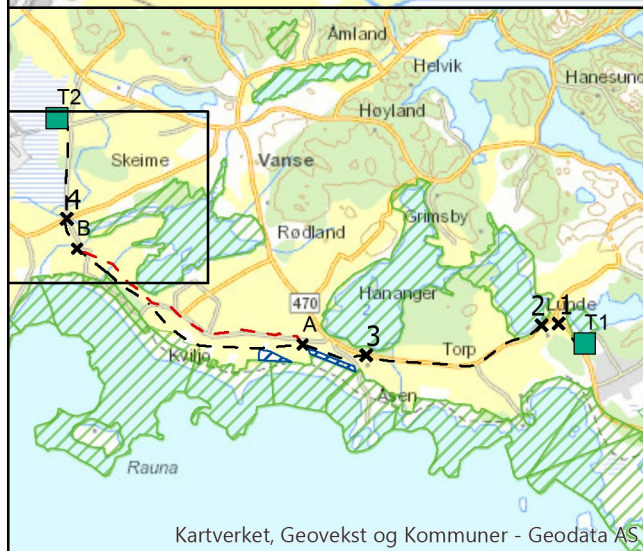 Åmland
Helvik
Hanesund
T2
Høyland
Skeime
Vanse
4
B
Grimsby
Rødland
470
Hananger
2
1
Lunde
A
3
T1
Torp
Kviljo
Åsen
Rauna
Kartverket, Geovekst og Kommuner - Geodata AS